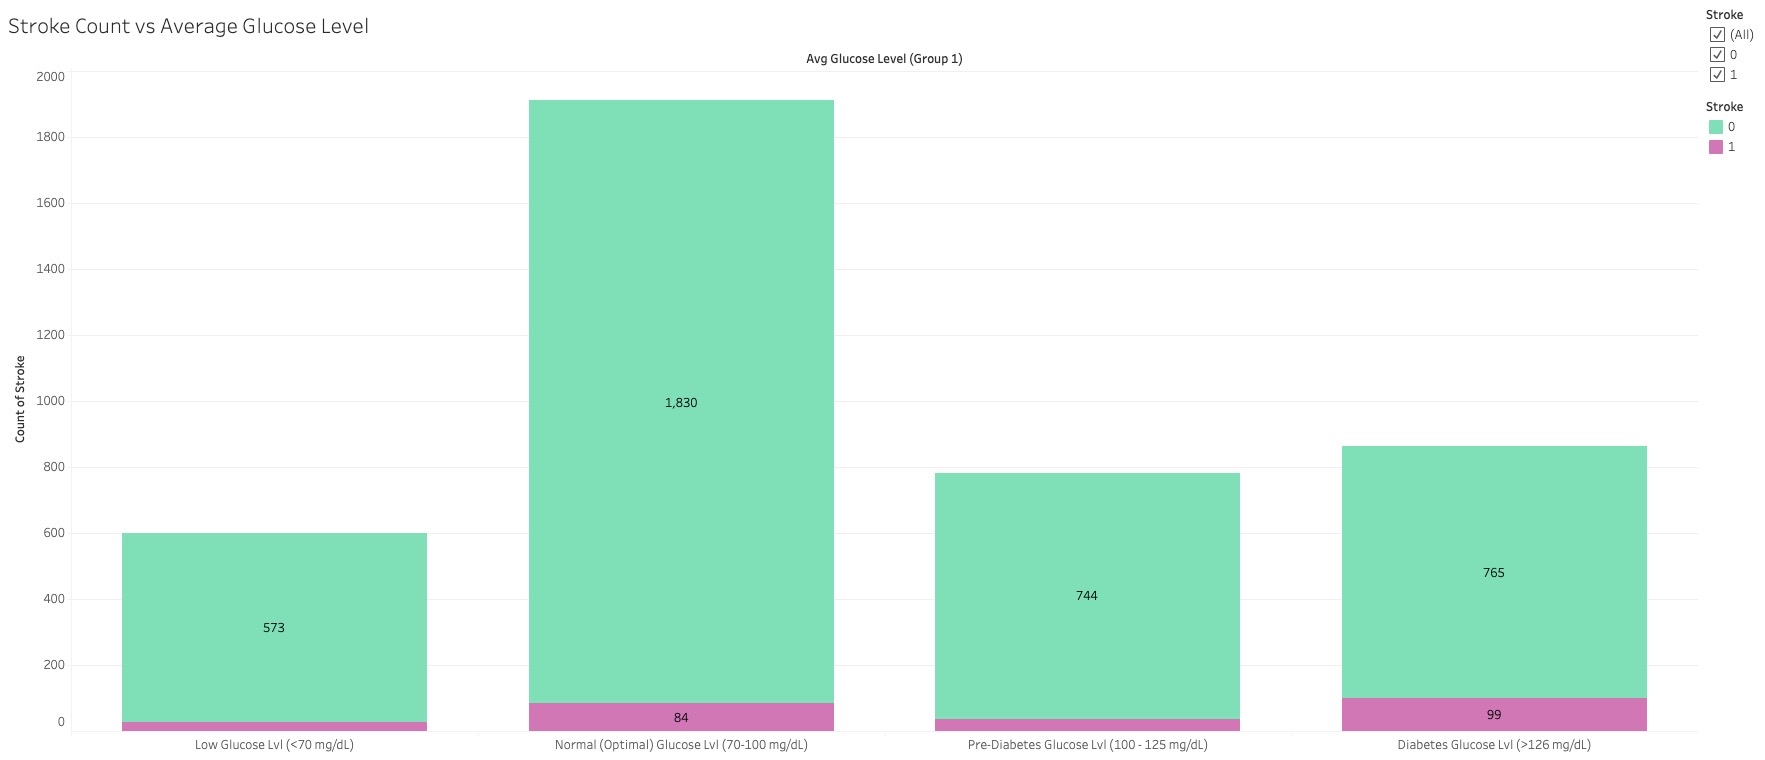 Stroke Count vs Average Glucose Level
Avg Glucose Level (Group 1)
Stroke
(All)
0
1
Stroke
0
1
Count of Stroke
2000
1800
1600
1400
1200
1000
800
600
400
200
0
573
1,830
84
744
765
99
Low Glucose Lvl (<70 mg/dL)
Normal (Optimal) Glucose Lvl (70-100 mg/dL)
Pre-Diabetes Glucose Lvl (100 - 125 mg/dL)
Diabetes Glucose Lvl (>126 mg/dL)